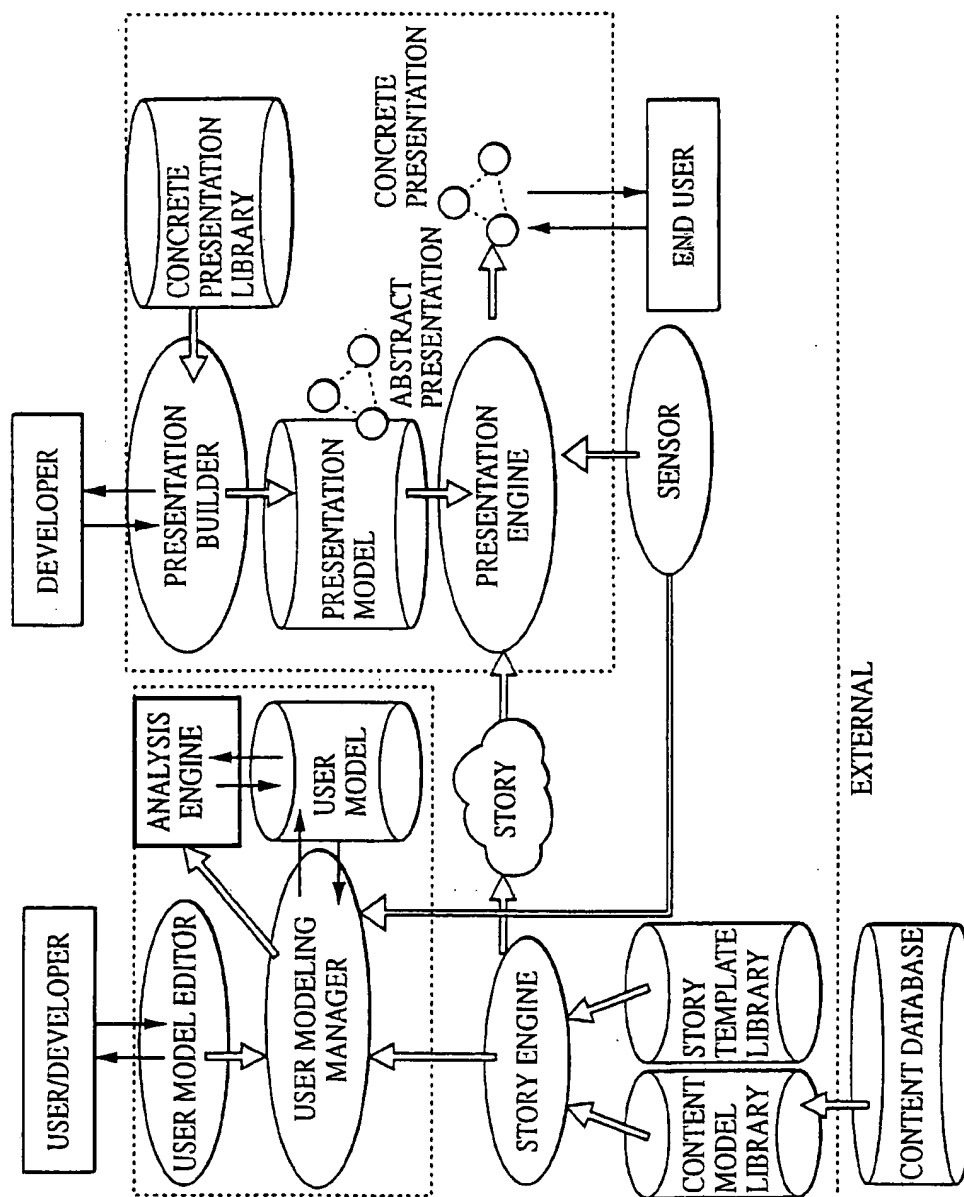 USER/DEVELOPER
USER MODEL EDITOR
ANALYSIS
ENGINE
USER MODELING
MANAGER
USER
MODEL
STORY ENGINE
STORY
CONTENT
MODEL
LIBRARY
STORY
TEMPLATE
LIBRARY
CONTENT DATABASE
EXTERNAL
DEVELOPER
PRESENTATION
BUILDER
CONCRETE
PRESENTATION
LIBRARY
PRESENTATION
MODEL
ABSTRACT
PRESENTATION
PRESENTATION
ENGINE
CONCRETE
PRESENTATION
SENSOR
END USER